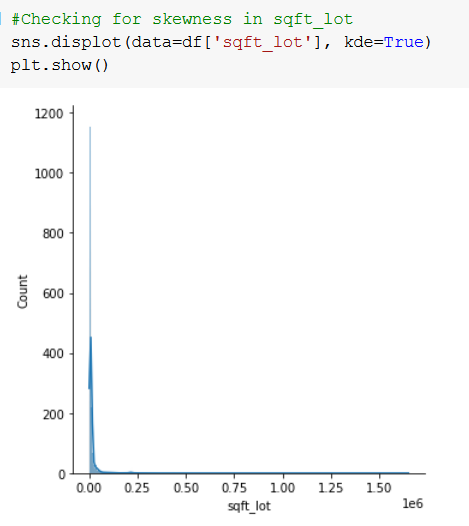 #Checking for skewness in sqft_lot
sns.displot(data=df['sqft_lot'], kde=True)
plt.show()
1200
1000
800
600
400
200
0
Count
0.00 0.25 0.50 0.75 1.00 1.25 1.50
1e6
sqft_lot